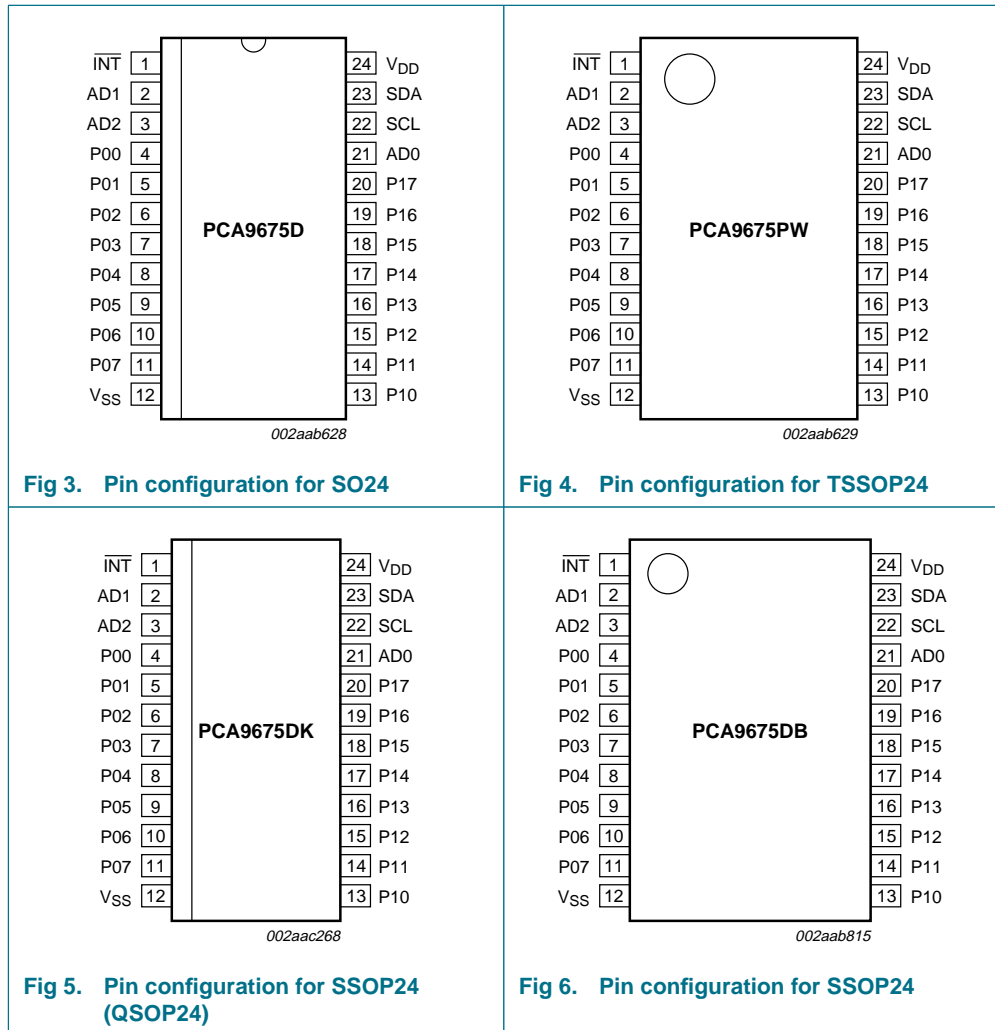 INT 1 24 VDD
AD1 2 23 SDA
AD2 3 22 SCL
P00 4 21 AD0
P01 5 20 P17
P02 6 19 P16
PCA9675D
P03 7 18 P15
P04 8 17 P14
P05 9 16 P13
P06 10 15 P12
P07 11 14 P11
VSS 12 13 P10
002aab628
Fig 3. Pin configuration for SO24
INT 1 24 VDD
AD1 2 23 SDA
AD2 3 22 SCL
P00 4 21 AD0
P01 5 20 P17
P02 6 19 P16
PCA9675PW
P03 7 18 P15
P04 8 17 P14
P05 9 16 P13
P06 10 15 P12
P07 11 14 P11
VSS 12 13 P10
002aab629
Fig 4. Pin configuration for TSSOP24
INT 1 24 VDD
AD1 2 23 SDA
AD2 3 22 SCL
P00 4 21 AD0
P01 5 20 P17
P02 6 19 P16
PCA9675DK
P03 7 18 P15
P04 8 17 P14
P05 9 16 P13
P06 10 15 P12
P07 11 14 P11
VSS 12 13 P10
002aac268
Fig 5. Pin configuration for SSOP24
(QSOP24)
INT 1 24 VDD
AD1 2 23 SDA
AD2 3 22 SCL
P00 4 21 AD0
P01 5 20 P17
P02 6 19 P16
PCA9675DB
P03 7 18 P15
P04 8 17 P14
P05 9 16 P13
P06 10 15 P12
P07 11 14 P11
VSS 12 13 P10
002aab815
Fig 6. Pin configuration for SSOP24